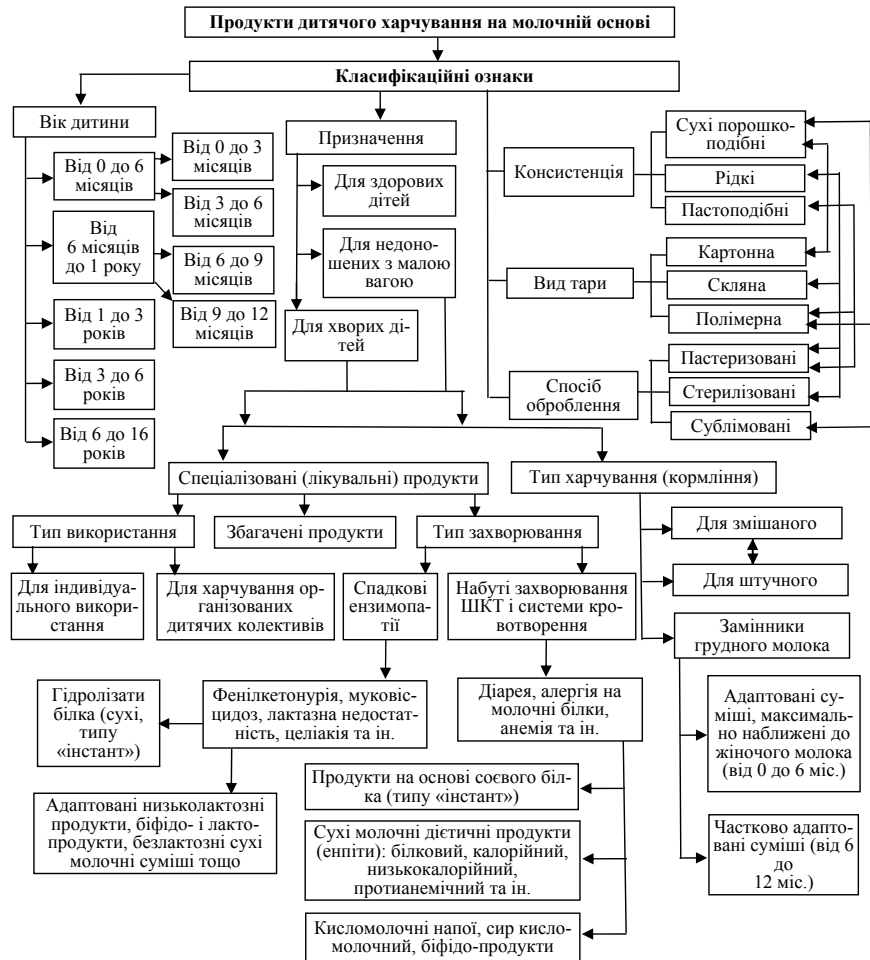 Продукти дитячого харчування на молочній основі
Класифікаційні ознаки
Вік дитини
Від 0 до 6
місяців
Від 0 до 3
місяців
Від 3 до 6
місяців
Від
6 місяців
до 1 року
Від 6 до 9
місяців
Від 9 до 12
місяців
Від 1 до 3
років
Від 3 до 6
років
Від 6 до 16
років
Призначення
Для здорових
дітей
Для недоно-
шених з малою
вагою
Для хворих ді-
тей
Консистенція
Сухі порошко-
подібні
Рідкі
Пастоподібні
Вид тари
Картонна
Скляна
Полімерна
Спосіб
оброблення
Пастеризовані
Стерилізовані
Субліmовані
Спеціалізовані (лікувальні) продукти
Тип харчування (кормління)
Тип використання
Збагачені продукти
Тип захворювання
Для індивіду-
ального викори-
стання
Для харчування ор-
ганізованих
дитячих колективів
Спадкові
ензимопа-
тії
Набуті захворювання
ШКТ і системи кро-
вотворення
Для змішаного
Для штучного
Замінники
грудного молока
Гідролізати
білка (сухі,
типу
«інстант»)
Фенілкетонурія, муковіс-
цидоз, лактазна недостат-
ність, целіакія та ін.
Діарея, алергія на
молочні білки,
анемія та ін.
Адаптовані су-
міші, максималь-
но наближені до
жіночого молока
(від 0 до 6 міс.)
Адаптовані низьколактозні
продукти, біфідо- і лакто-
продукти, безлактозні сухі
молочні суміші тощо
Продукти на основі соєвого біл-
ка (типу «інстант»)
Сухі молочні дієтичні продукти
(енпіти): білковий, калорійний,
низькокалорійний,
протианемічний та ін.
Частково адапто-
вані суміші (від 6
до
12 міс.)
Кисломолочні напої, сир кисло-
молочний, біфідо-продукти